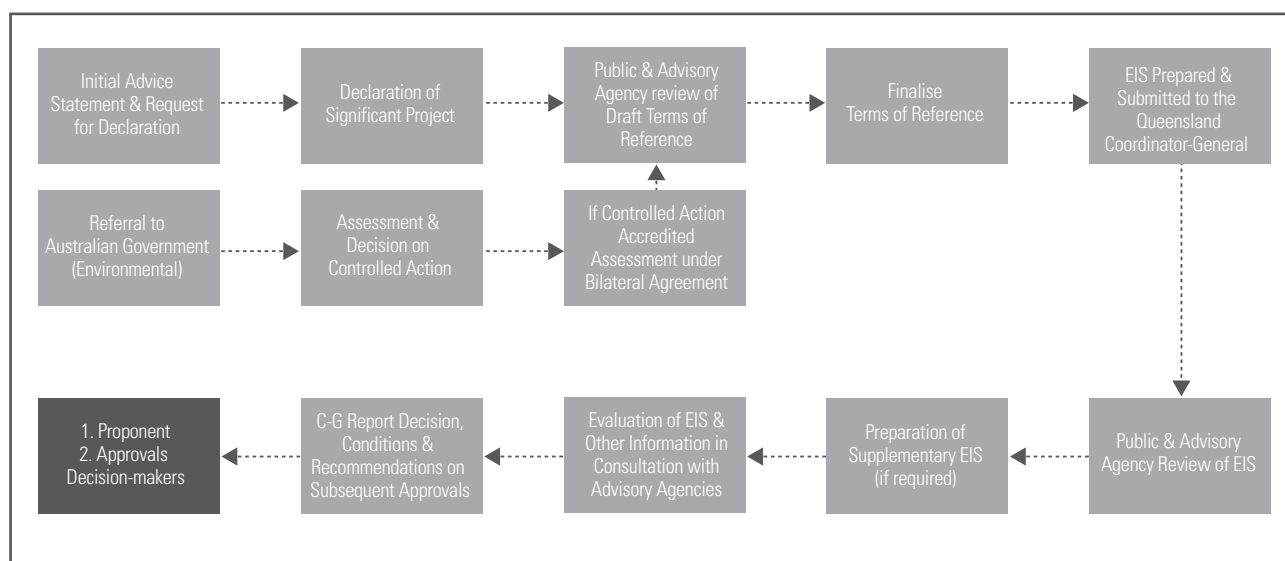 Initial Advice
Statement & Request
for Declaration
Declaration of
Significant Project
Public & Advisory
Agency review of
Draft Terms of
Reference
Finalise
Terms of Reference
EIS Prepared &
Submitted to the
Queensland
Coordinator-General
Referral to
Australian Government
(Environmental)
Assessment &
Decision on
Controlled Action
If Controlled Action
Accredited
Assessment under
Bilateral Agreement
1. Proponent
2. Approvals
Decision-makers
C-G Report Decision,
Conditions &
Recommendations on
Subsequent Approvals
Evaluation of EIS &
Other Information in
Consultation with
Advisory Agencies
Preparation of
Supplementary EIS
(if required)
Public & Advisory
Agency Review of EIS